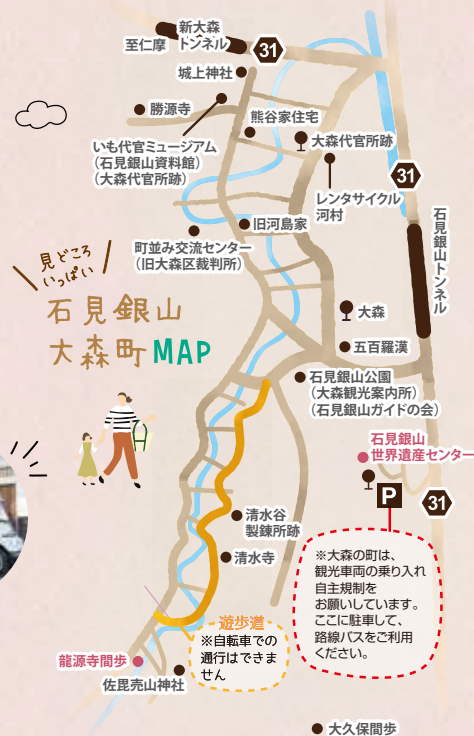 至仁摩
新大森
トンネル
31
城上神社
勝源寺
熊谷家住宅
大森代官所跡
いも代官ミュージアム
（石見銀山資料館）
（大森代官所跡）
レンタサイクル
河村
31
石見銀山トンネル
旧河島家
町並み交流センター
（旧大森区裁判所）
見どころ
いっぱい
石見銀山
大森町MAP
大森
五百羅漢
石見銀山公園
（大森観光案内所）
（石見銀山ガイドの会）
石見銀山
世界遺産センター
P
31
清水谷
製錬所跡
清水寺
※大森の町は、
観光車両の乗り入れ
自主規制を
お願いしています。
ここに駐車して、
路線バスをご利用
ください。
遊歩道
※自転車での
通行はできま
せん
龍源寺間歩
佐毘売山神社
大久保間歩